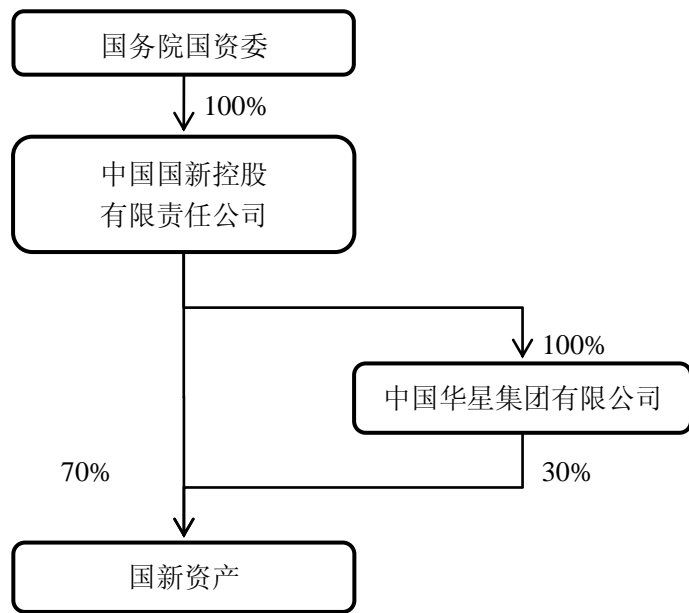 国务院国资委
100%
中国国新控股
有限责任公司
100%
中国华星集团有限公司
70%
30%
国新资产